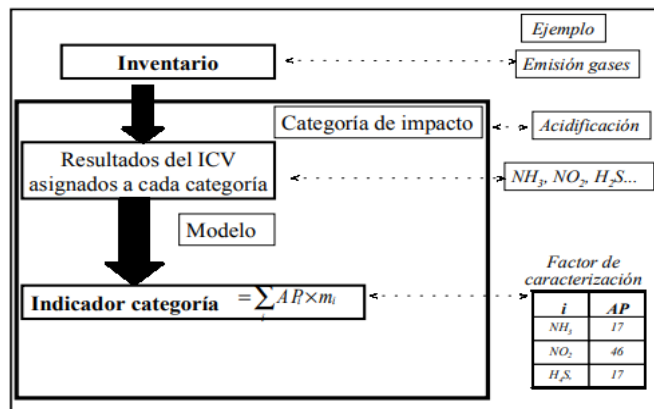 Ejemplo
Inventario
Emisión gases
Categoría de impacto
Acidificación
Resultados del ICV
asignados a cada categoría
NH₃, NO₂, H₂S...
Modelo
Factor de
caracterización
Indicador categoría = ∑ᵢ APᵢ × mᵢ
i AP
NH₃ 17
NO₂ 46
17